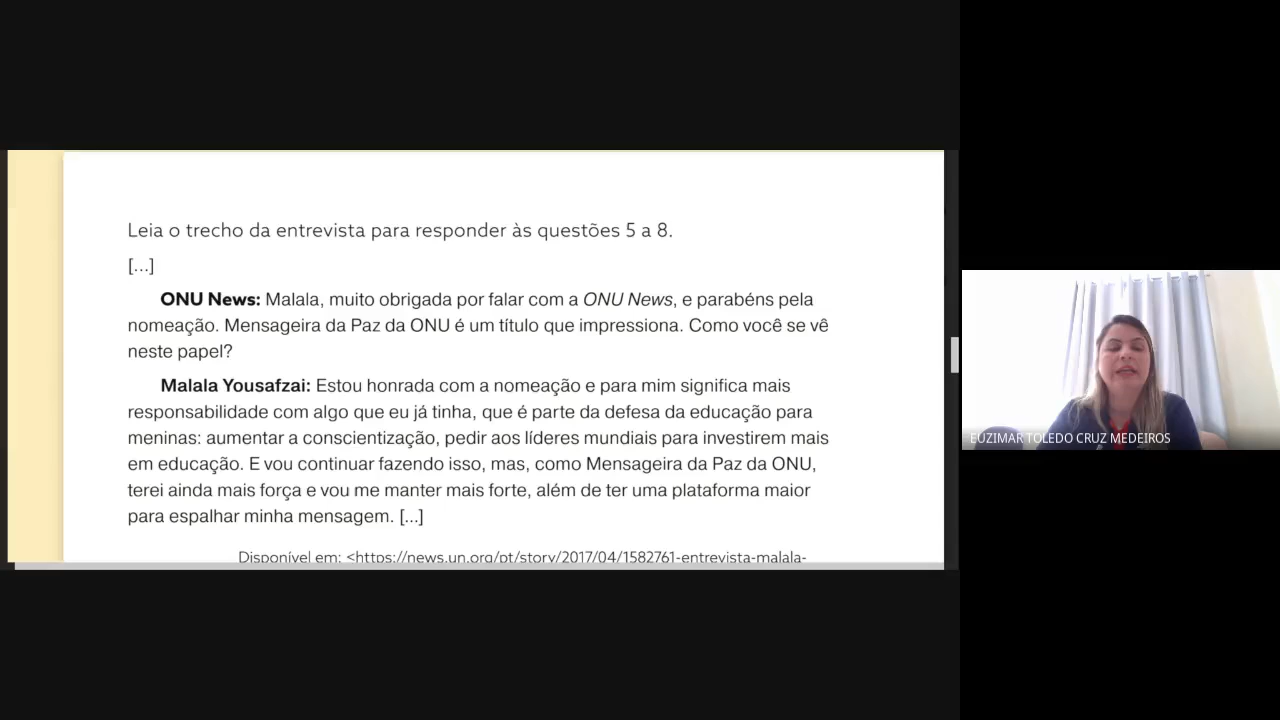 Leia o trecho da entrevista para responder às questões 5 a 8.
[...]
ONU News: Malala, muito obrigada por falar com a ONU News, e parabéns pela
nomeação. Mensageira da Paz da ONU é um título que impressiona. Como você se vê
neste papel?
Malala Yousafzai: Estou honrada com a nomeação e para mim significa mais
responsabilidade com algo que eu já tinha, que é parte da defesa da educação para
meninas: aumentar a conscientização, pedir aos líderes mundiais para investirem mais
em educação. E vou continuar fazendo isso, mas, como Mensageira da Paz da ONU,
terei ainda mais força e vou me manter mais forte, além de ter uma plataforma maior
para espalhar minha mensagem. [...]
Disponível em: <https://news.un.org/pt/story/2017/04/1582761-entrevista-malala-
EUZIMAR TOLEDO CRUZ MEDEIROS